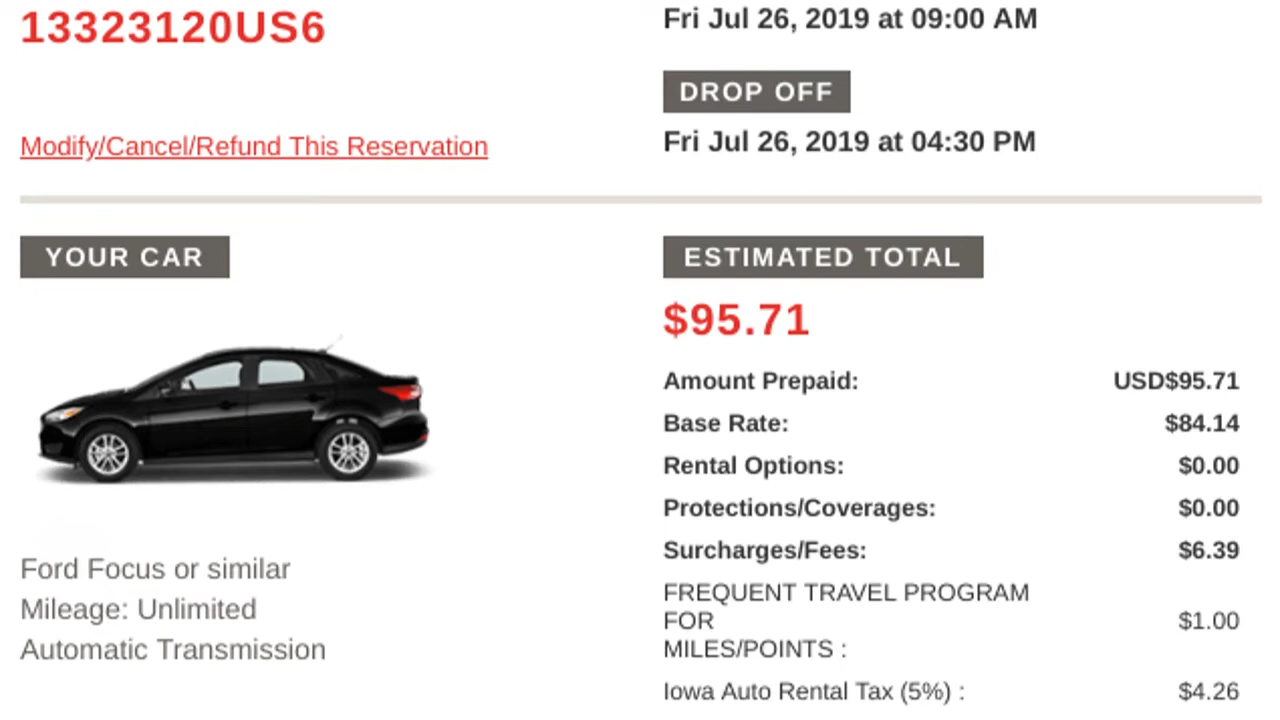 13323120US6
Modify/Cancel/Refund This Reservation
Fri Jul 26, 2019 at 09:00 AM
DROP OFF
Fri Jul 26, 2019 at 04:30 PM
YOUR CAR
Ford Focus or similar
Mileage: Unlimited
Automatic Transmission
ESTIMATED TOTAL
$95.71
Amount Prepaid: USD$95.71
Base Rate: $84.14
Rental Options: $0.00
Protections/Coverages: $0.00
Surcharges/Fees: $6.39
FREQUENT TRAVEL PROGRAM
FOR $1.00
MILES/POINTS :
Iowa Auto Rental Tax (5%) : $4.26